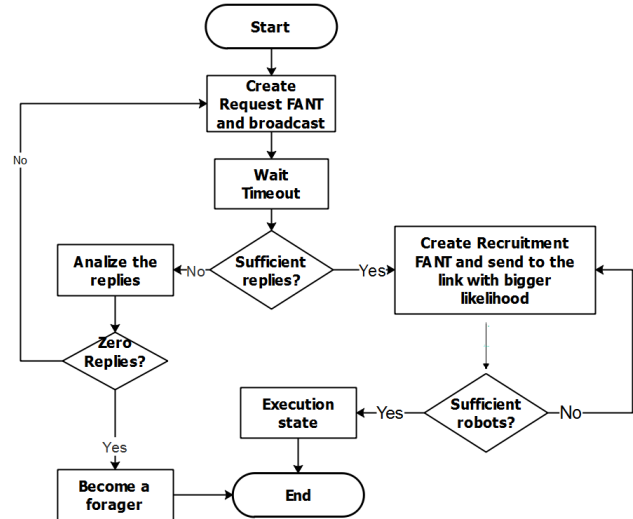 Start
Create
Request FANT
and broadcast
No
Wait
Timeout
Analize the
replies
No
Sufficient
replies?
Yes
Create Recruitment
FANT and send to the
link with bigger
likelihood
Zero
Replies?
Execution
state
Yes
Sufficient
robots?
No
Yes
Become a
forager
End